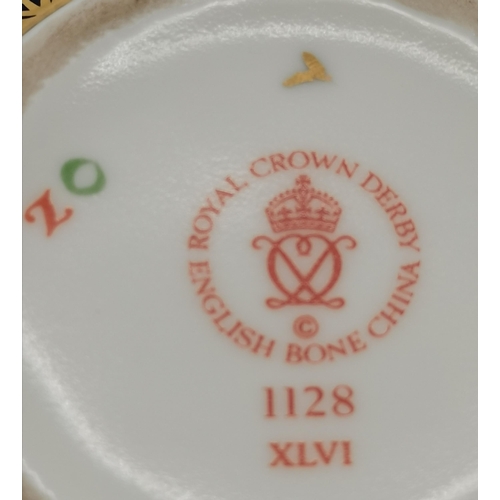 ROYAL CROWN DERBY
ENGLISH BONE CHINA
©
1128
XLVI